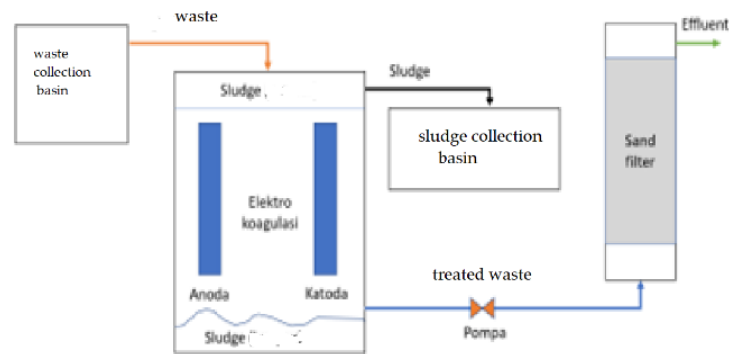 waste
Effluent
waste
collection
basin
Sludge
Sludge
sludge collection
basin
Sand
filter
Elektro
koagulasi
treated waste
Anoda
Katoda
Pompa
Sludge